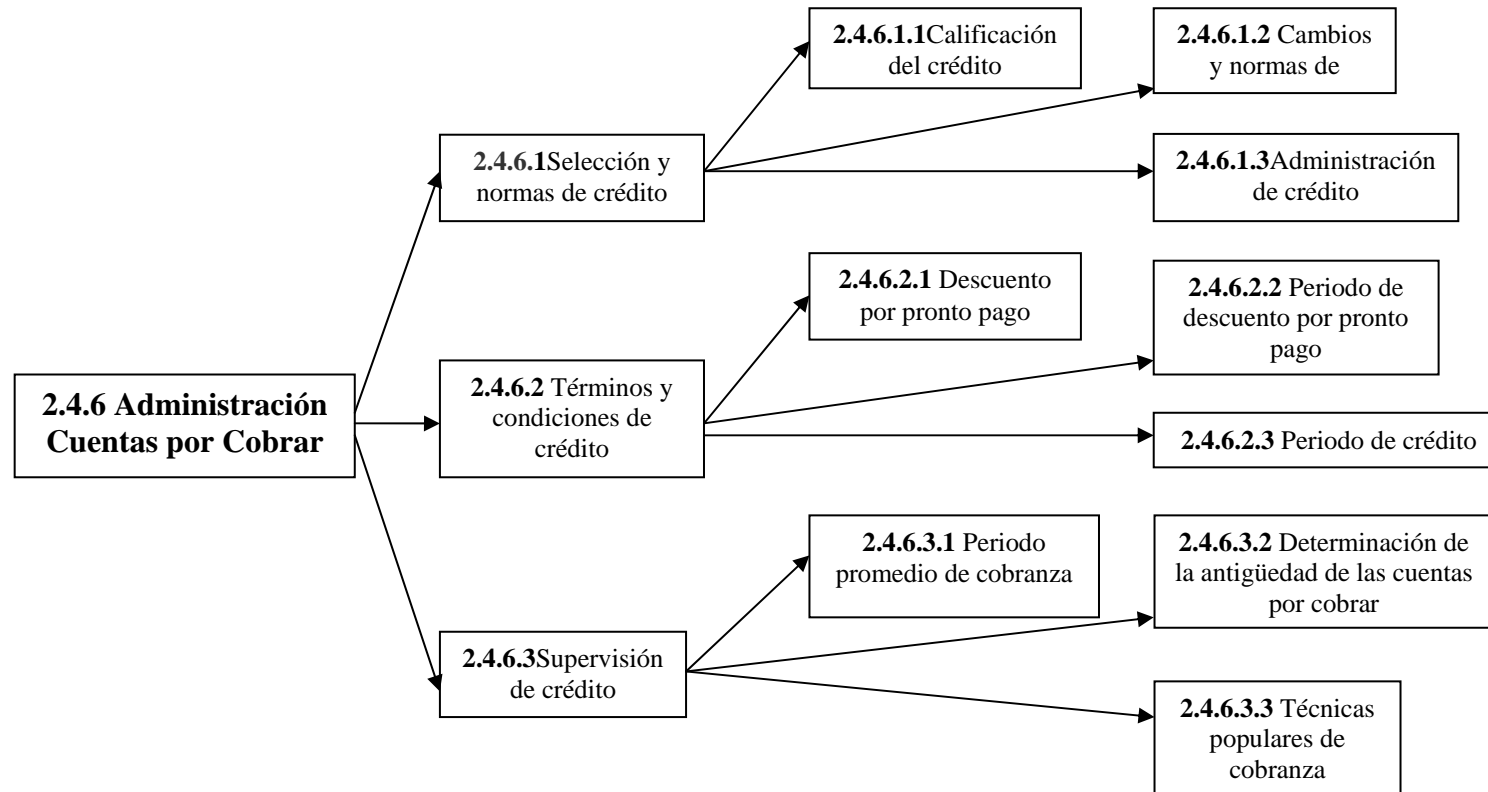 2.4.6.1.1Calificación
del crédito
2.4.6.1.2 Cambios
y normas de
2.4.6.1Selección y
normas de crédito
2.4.6.1.3Administración
de crédito
2.4.6.2.1 Descuento
por pronto pago
2.4.6.2.2 Periodo de
descuento por pronto
pago
2.4.6 Administración
Cuentas por Cobrar
2.4.6.2 Términos y
condiciones de
crédito
2.4.6.2.3 Periodo de crédito
2.4.6.3.1 Periodo
promedio de cobranza
2.4.6.3.2 Determinación de
la antigüedad de las cuentas
por cobrar
2.4.6.3Supervisión
de crédito
2.4.6.3.3 Técnicas
populares de
cobranza